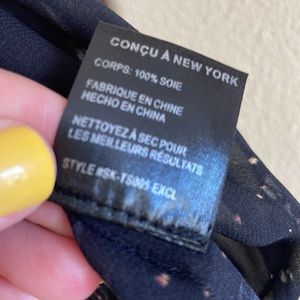 CONÇU À NEW YORK
CORPS: 100% SOIE
FABRIQUE EN CHINE
HECHO EN CHINA
NETTOYEZ À SEC POUR
LES MEILLEURS RÉSULTATS
STYLE #SK-TS005 EXCL